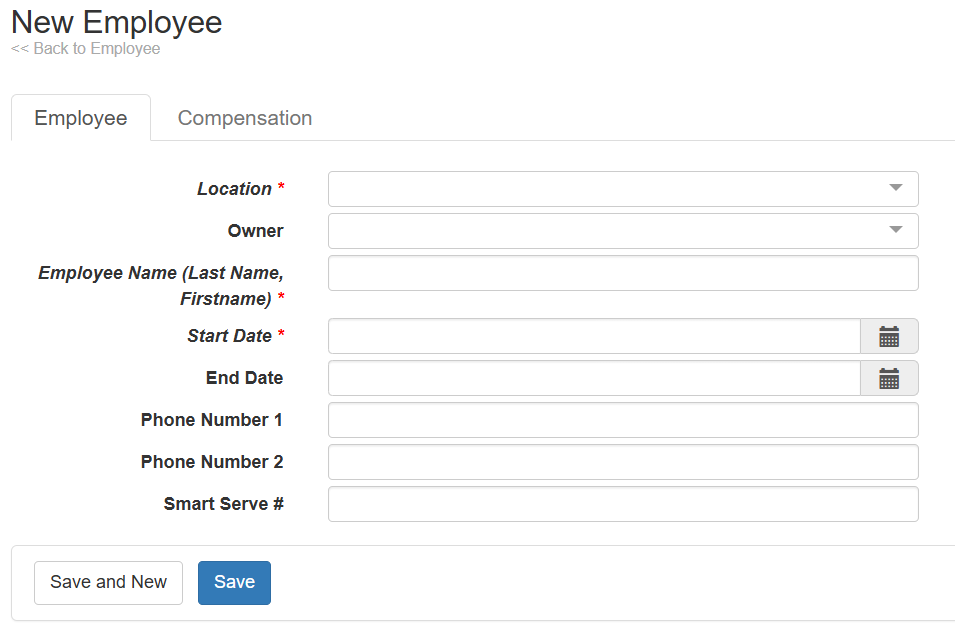 New Employee
<< Back to Employee
Employee
Compensation
Location *
Owner
Employee Name (Last Name,
Firstname) *
Start Date *
End Date
Phone Number 1
Phone Number 2
Smart Serve #
Save and New
Save